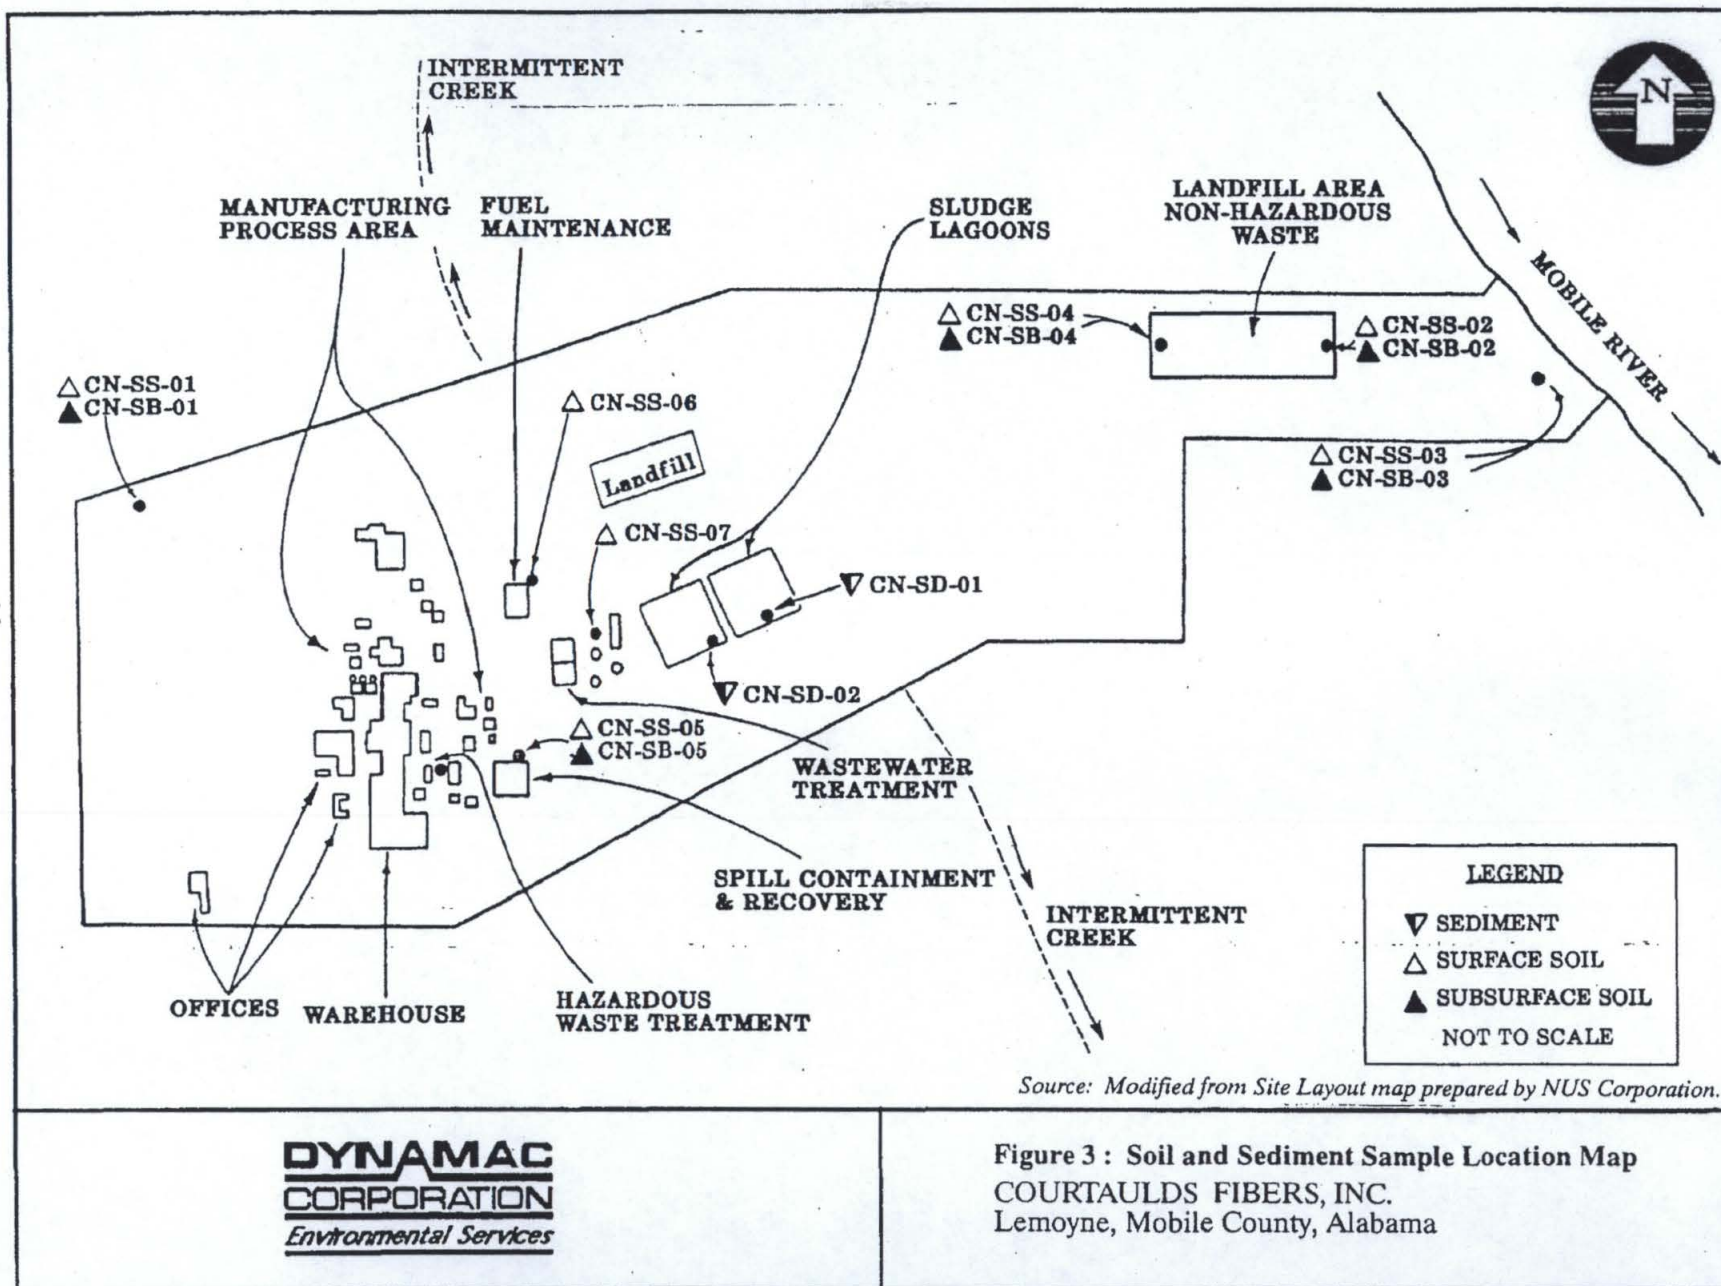 INTERMITTENT
CREEK
N
MANUFACTURING
PROCESS AREA
FUEL
MAINTENANCE
SLUDGE
LAGOONS
LANDFILL AREA
NON-HAZARDOUS
WASTE
MOBILE RIVER
CN-SS-04
CN-SB-04
CN-SS-02
CN-SB-02
CN-SS-01
CN-SB-01
CN-SS-06
Landfill
CN-SS-03
CN-SB-03
CN-SS-07
CN-SD-01
CN-SD-02
CN-SS-05
CN-SB-05
WASTEWATER
TREATMENT
SPILL CONTAINMENT
& RECOVERY
INTERMITTENT
CREEK
OFFICES
WAREHOUSE
HAZARDOUS
WASTE TREATMENT
LEGEND
SEDIMENT
SURFACE SOIL
SUBSURFACE SOIL
NOT TO SCALE
Source: Modified from Site Layout map prepared by NUS Corporation.
DYNAMAC
CORPORATION
Environmental Services
Figure 3 : Soil and Sediment Sample Location Map
COURTAULDS FIBERS, INC.
Lemoyne, Mobile County, Alabama